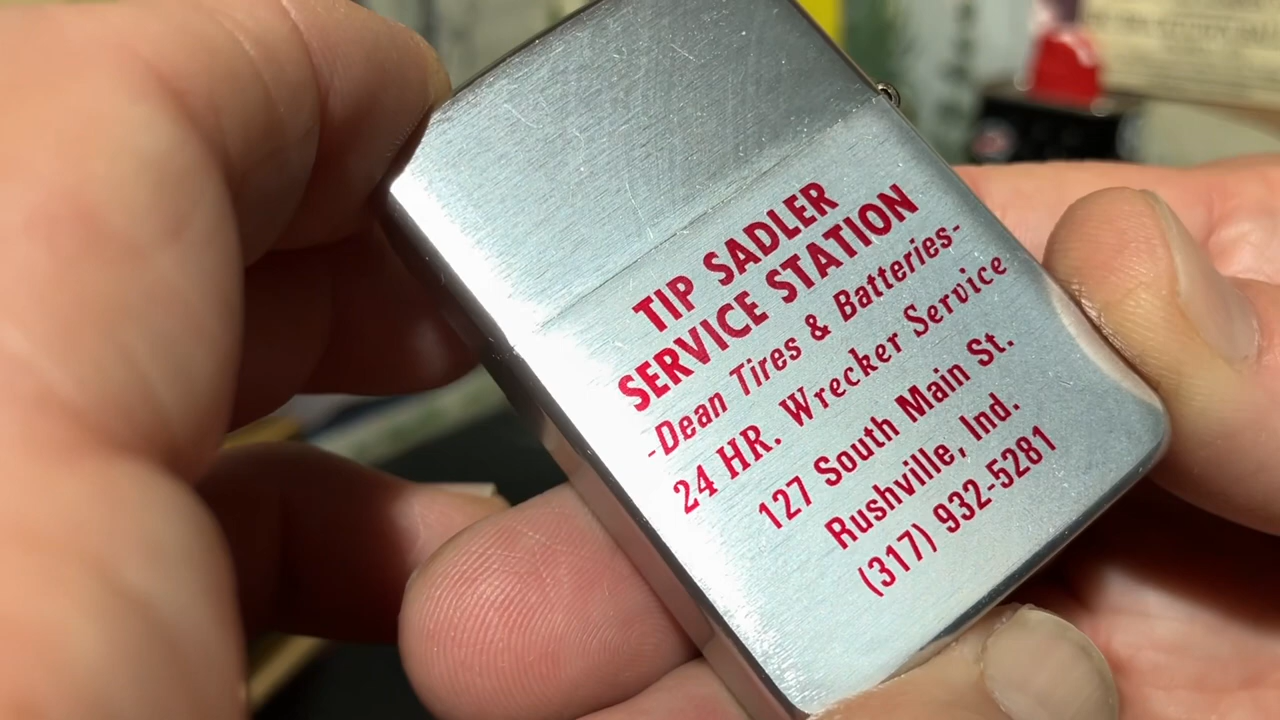 TIP SADLER
SERVICE STATION
-Dean Tires & Batteries-
24 HR. Wrecker Service
127 South Main St.
Rushville, Ind.
(317) 932-5281